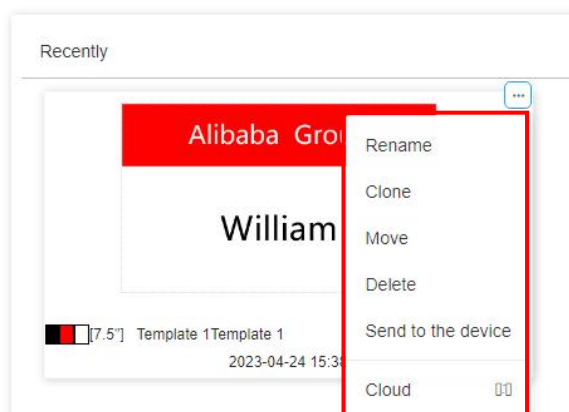 Recently
Alibaba Grou
William
[7.5"] Template 1Template 1
2023-04-24 15:38
Rename
Clone
Move
Delete
Send to the device
Cloud